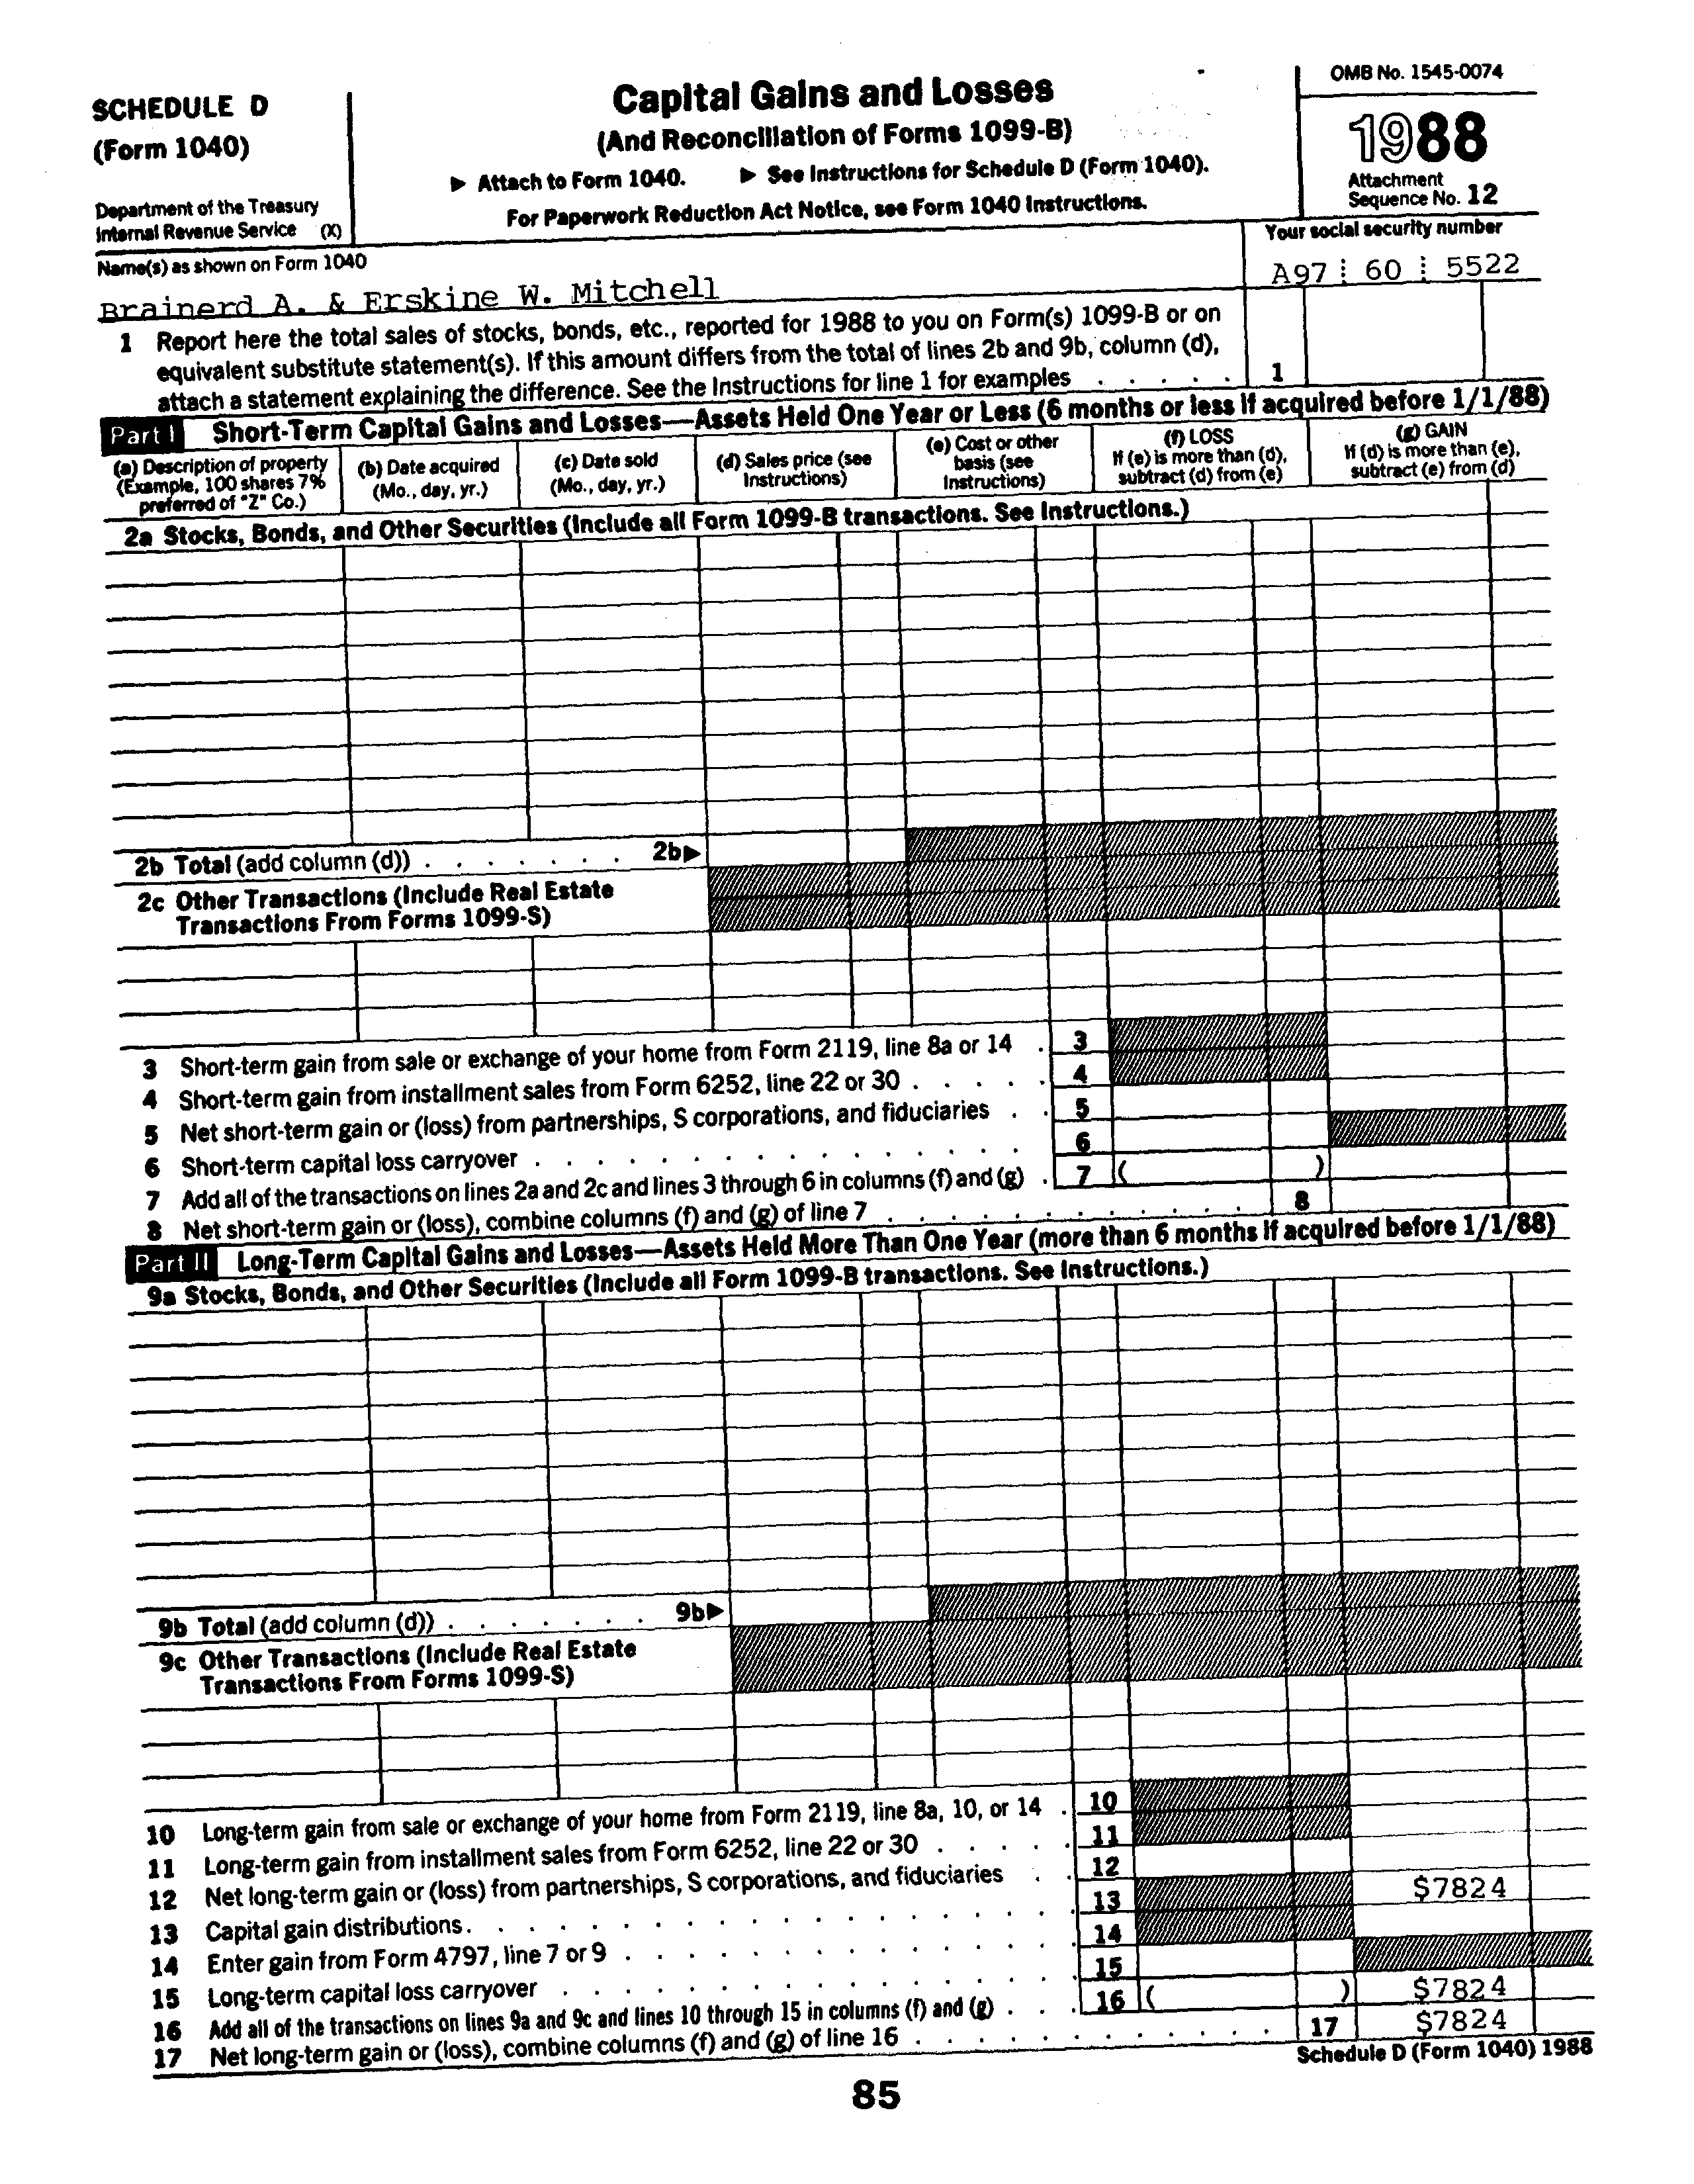 SCHEDULE D
(Form 1040)
Department of the Treasury
Internal Revenue Service (X)
Capital Gains and Losses
(And Reconciliation of Forms 1099-B)
▶ Attach to Form 1040. ▶ See Instructions for Schedule D (Form 1040).
For Paperwork Reduction Act Notice, see Form 1040 Instructions.
OMB No. 1545-0074
1988
Attachment
Sequence No. 12
Name(s) as shown on Form 1040
Brainerd A. & Erskine W. Mitchell
Your social security number
A97 60 5522
1 Report here the total sales of stocks, bonds, etc., reported for 1988 to you on Form(s) 1099-B or on
equivalent substitute statement(s). If this amount differs from the total of lines 2b and 9b, column (d),
attach a statement explaining the difference. See the Instructions for line 1 for examples . . . . . 1
Part I Short-Term Capital Gains and Losses—Assets Held One Year or Less (6 months or less if acquired before 1/1/88)
(a) Description of property
(Example, 100 shares 7%
preferred of "Z" Co.)
(b) Date acquired
(Mo., day, yr.)
(c) Date sold
(Mo., day, yr.)
(d) Sales price (see
Instructions)
(e) Cost or other
basis (see
Instructions)
(f) LOSS
If (e) is more than (d),
subtract (d) from (e)
(g) GAIN
If (d) is more than (e),
subtract (e) from (d)
2a Stocks, Bonds, and Other Securities (Include all Form 1099-B transactions. See Instructions.)
2b Total (add column (d)) . . . . . . . 2b▶
2c Other Transactions (Include Real Estate
Transactions From Forms 1099-S)
3 Short-term gain from sale or exchange of your home from Form 2119, line 8a or 14 . 3
4 Short-term gain from installment sales from Form 6252, line 22 or 30 . . . . . 4
5 Net short-term gain or (loss) from partnerships, S corporations, and fiduciaries . . 5
6 Short-term capital loss carryover . . . . . . . . . . . . . . . 6
7 Add all of the transactions on lines 2a and 2c and lines 3 through 6 in columns (f) and (g) . 7 ( )
8 Net short-term gain or (loss), combine columns (f) and (g) of line 7 . . . . . . . . . . . . 8
Part II Long-Term Capital Gains and Losses—Assets Held More Than One Year (more than 6 months if acquired before 1/1/88)
9a Stocks, Bonds, and Other Securities (Include all Form 1099-B transactions. See Instructions.)
9b Total (add column (d)) . . . . . . . 9b▶
9c Other Transactions (Include Real Estate
Transactions From Forms 1099-S)
10 Long-term gain from sale or exchange of your home from Form 2119, line 8a, 10, or 14 . 10
11 Long-term gain from installment sales from Form 6252, line 22 or 30 . . . . . 11
12 Net long-term gain or (loss) from partnerships, S corporations, and fiduciaries . . 12
13 Capital gain distributions. . . . . . . . . . . . . . . . . . . 13 $7824
14 Enter gain from Form 4797, line 7 or 9 . . . . . . . . . . . . . . 14
15 Long-term capital loss carryover . . . . . . . . . . . . . . . . 15
16 Add all of the transactions on lines 9a and 9c and lines 10 through 15 in columns (f) and (g) . . . 16 ( ) $7824
17 Net long-term gain or (loss), combine columns (f) and (g) of line 16 . . . . . . . . . . . . 17 $7824
Schedule D (Form 1040) 1988
85